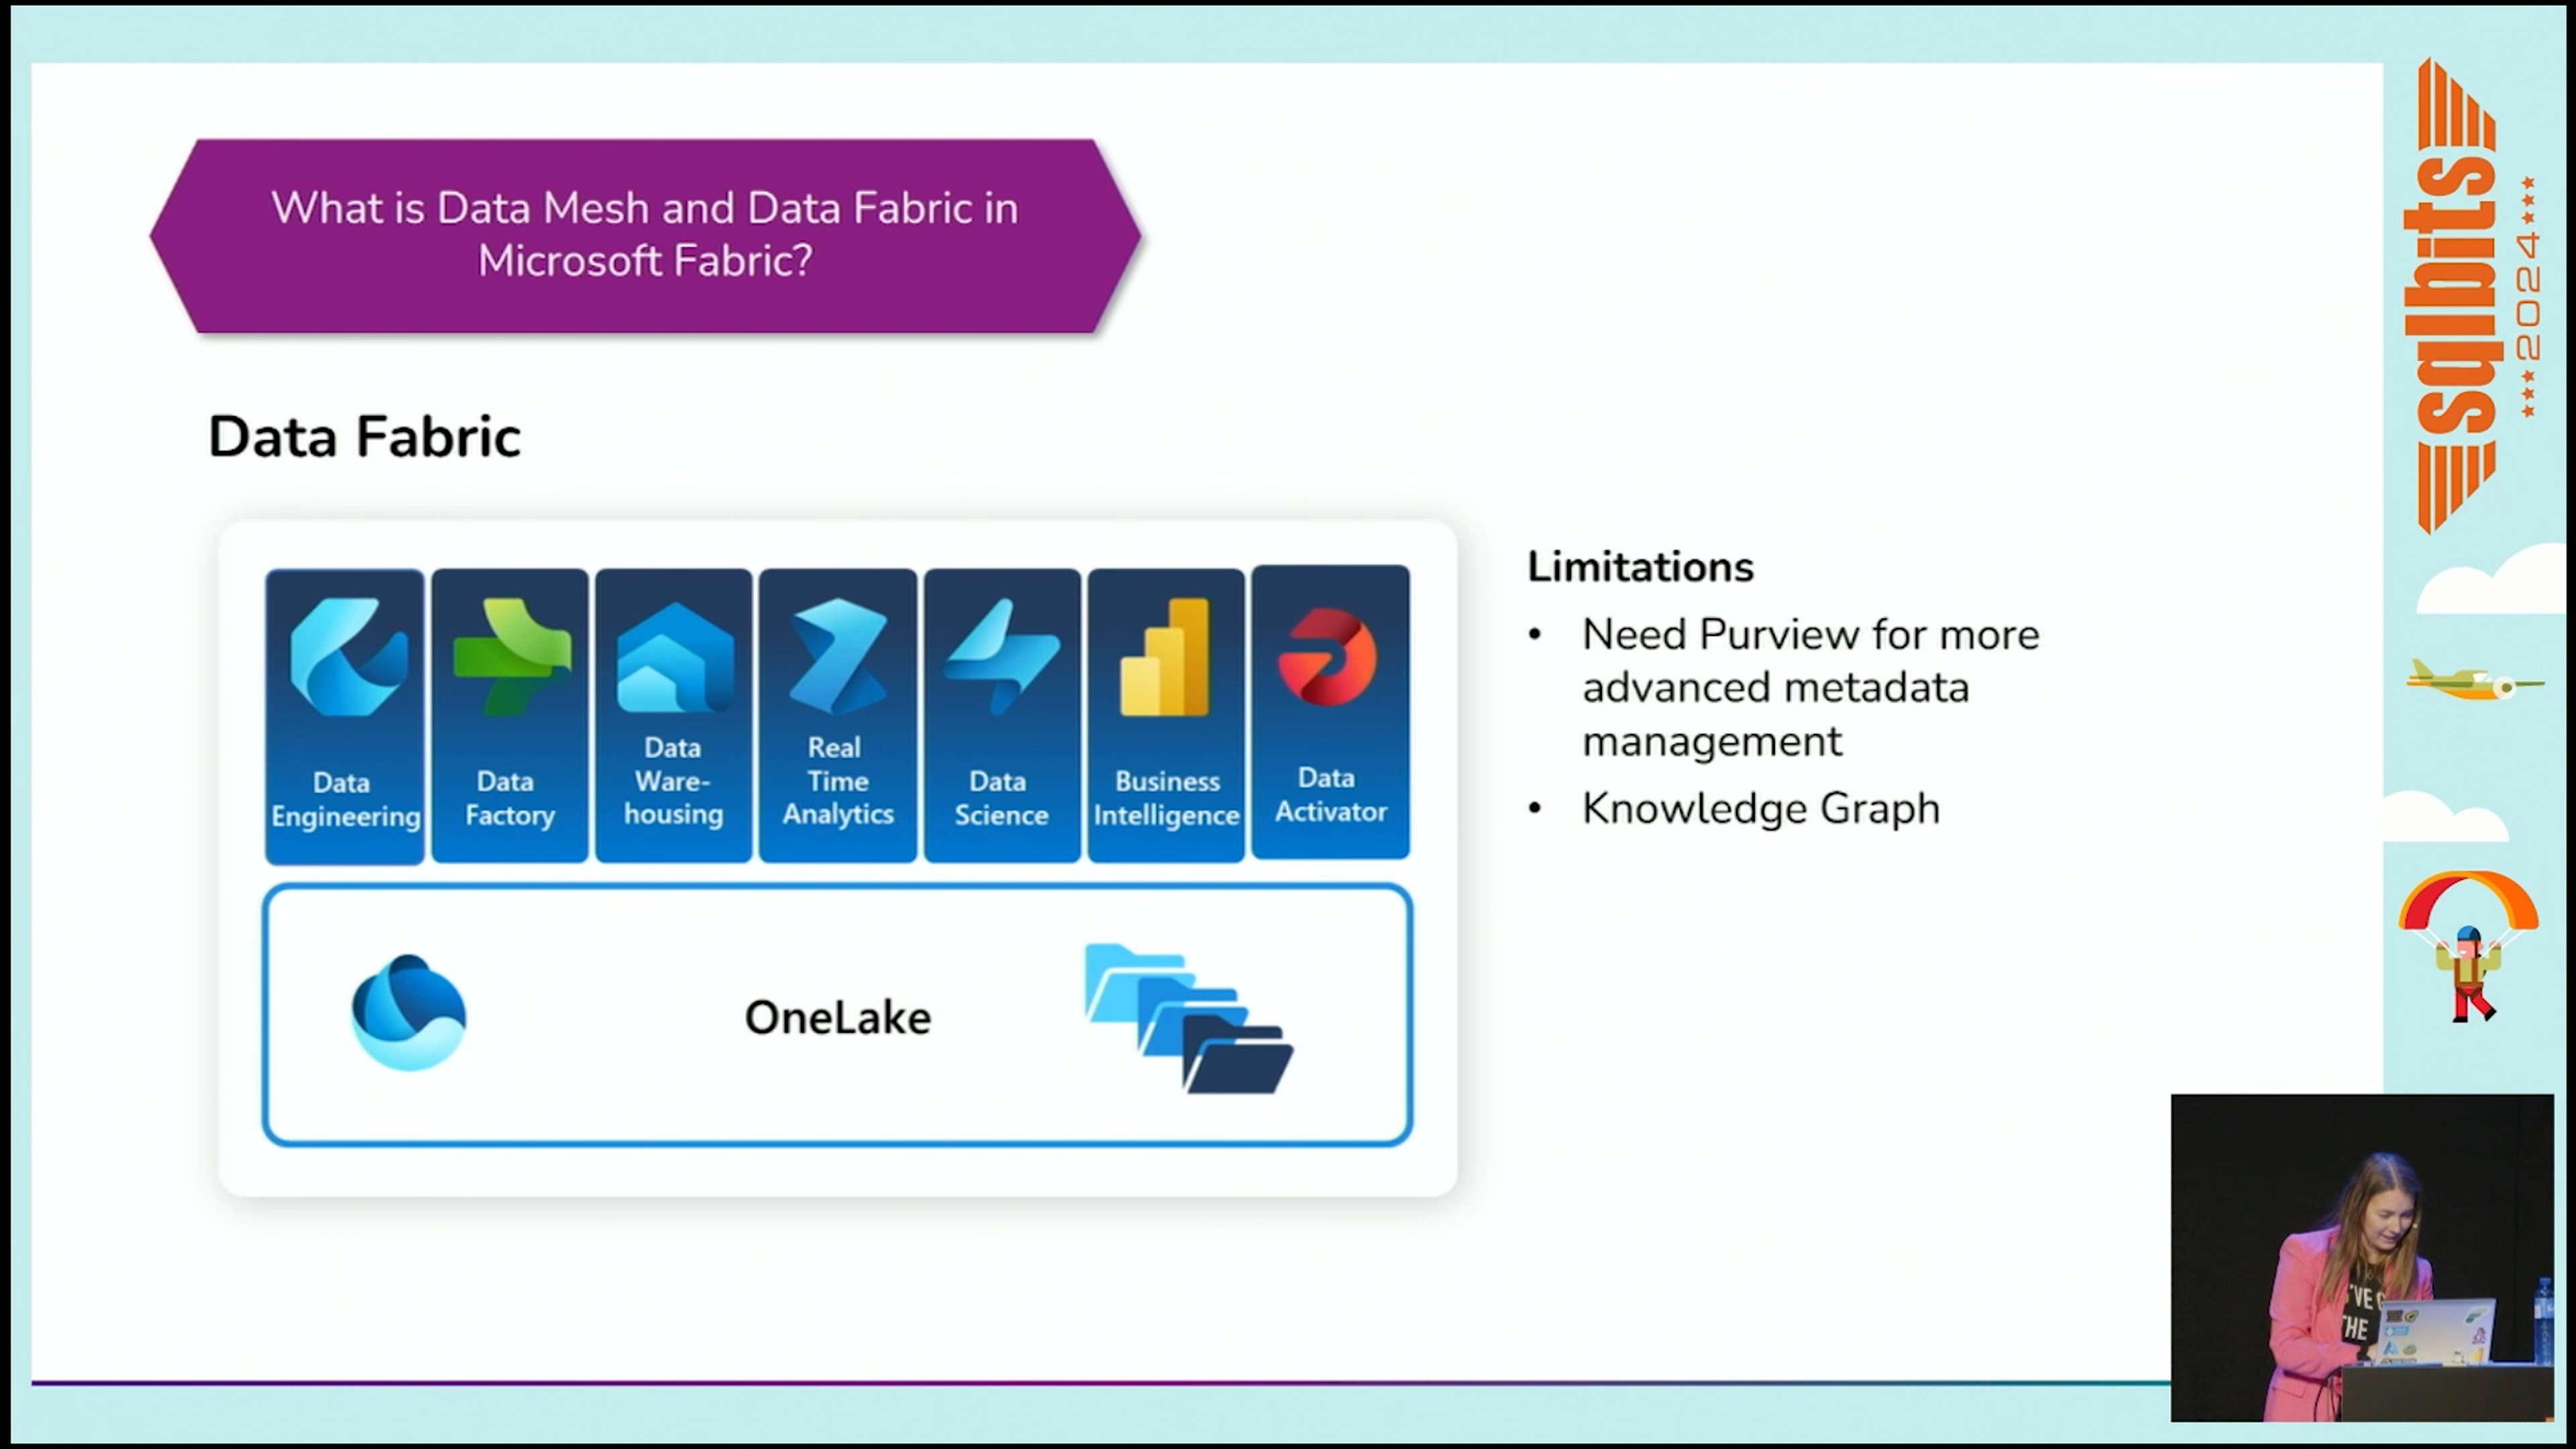 What is Data Mesh and Data Fabric in
Microsoft Fabric?
Data Fabric
Data
Engineering
Data
Factory
Data
Ware-
housing
Real
Time
Analytics
Data
Science
Business
Intelligence
Data
Activator
OneLake
Limitations
• Need Purview for more
advanced metadata
management
• Knowledge Graph
sqlbits
2024
'VE G
THE